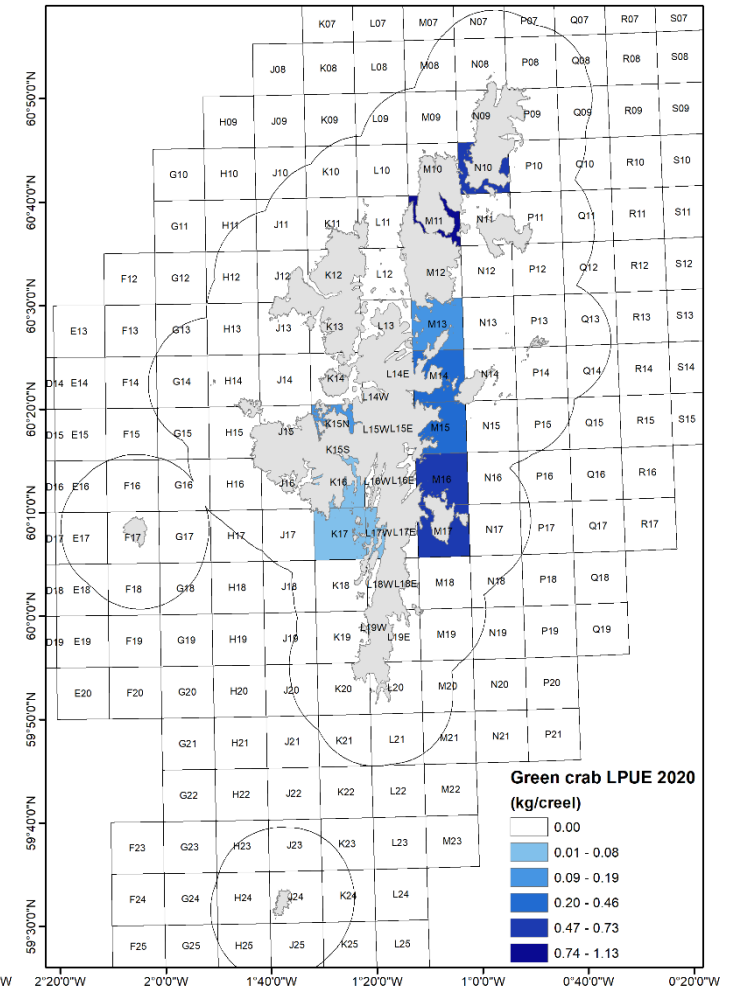 K07 L07 M07 N07 P07 Q07 R07 S07
J08 K08 L08 M08 N08 P08 Q08 R08 S08
60°50'0"N
H09 J09 K09 L09 M09 N09 P09 Q09 R09 S09
G10 H10 J10 K10 L10 M10 N10 P10 Q10 R10 S10
60°40'0"N
G11 H11 J11 K11 L11 M11 N11 P11 Q11 R11 S11
F12 G12 H12 J12 K12 L12 M12 N12 P12 Q12 R12 S12
60°30'0"N
E13 F13 G13 H13 J13 K13 L13 M13 N13 P13 Q13 R13 S13
D14 E14 F14 G14 H14 J14 K14 L14E M14 N14 P14 Q14 R14 S14
L14W
60°20'0"N
D15 E15 F15 G15 H15 J15 K15N L15W L15E M15 N15 P15 Q15 R15 S15
K15S
D16 E16 F16 G16 H16 J16 K16 L16W L16E M16 N16 P16 Q16 R16
60°10'0"N
D17 E17 F17 G17 H17 J17 K17 L17W L17E M17 N17 P17 Q17 R17
D18 E18 F18 G18 H18 J18 K18 L18W L18E M18 N18 P18 Q18
60°0'0"N
D19 E19 F19 G19 H19 J19 K19 L19W L19E M19 N19 P19 Q19
E20 F20 G20 H20 J20 K20 L20 M20 N20 P20
59°50'0"N
G21 H21 J21 K21 L21 M21 N21 P21
G22 H22 J22 K22 L22 M22
59°40'0"N
F23 G23 H23 J23 K23 L23 M23
F24 G24 H24 J24 K24 L24
59°30'0"N
F25 G25 H25 J25 K25 L25
Green crab LPUE 2020
(kg/creel)
0.00
0.01 - 0.08
0.09 - 0.19
0.20 - 0.46
0.47 - 0.73
0.74 - 1.13
W 2°20'0"W 2°0'0"W 1°40'0"W 1°20'0"W 1°0'0"W 0°40'0"W 0°20'0"W